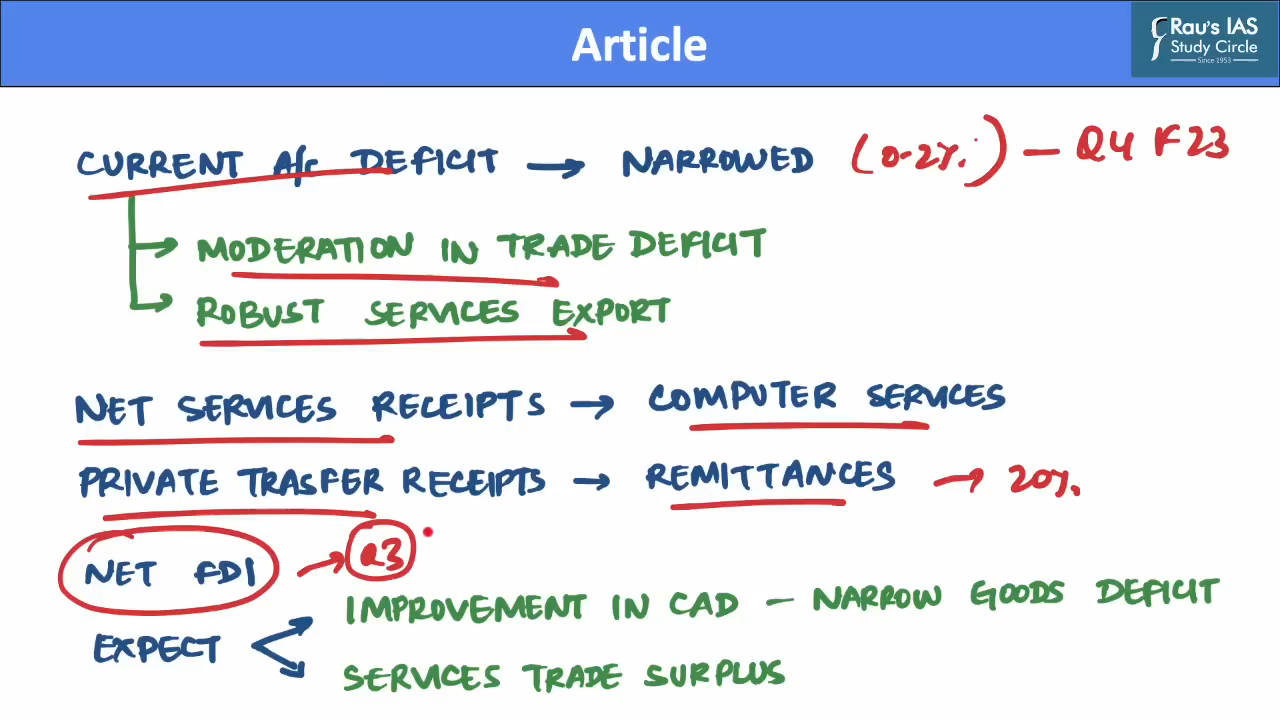 Article
Rau's IAS
Study Circle
Since 1953
CURRENT A/c DEFICIT → NARROWED (0.2%.) — Q4 F23
→ MODERATION IN TRADE DEFICIT
→ ROBUST SERVICES EXPORT
NET SERVICES RECEIPTS → COMPUTER SERVICES
PRIVATE TRASFER RECEIPTS → REMITTANCES → 20%.
NET FDI → Q3
IMPROVEMENT IN CAD — NARROW GOODS DEFICIT
EXPECT
SERVICES TRADE SURPLUS